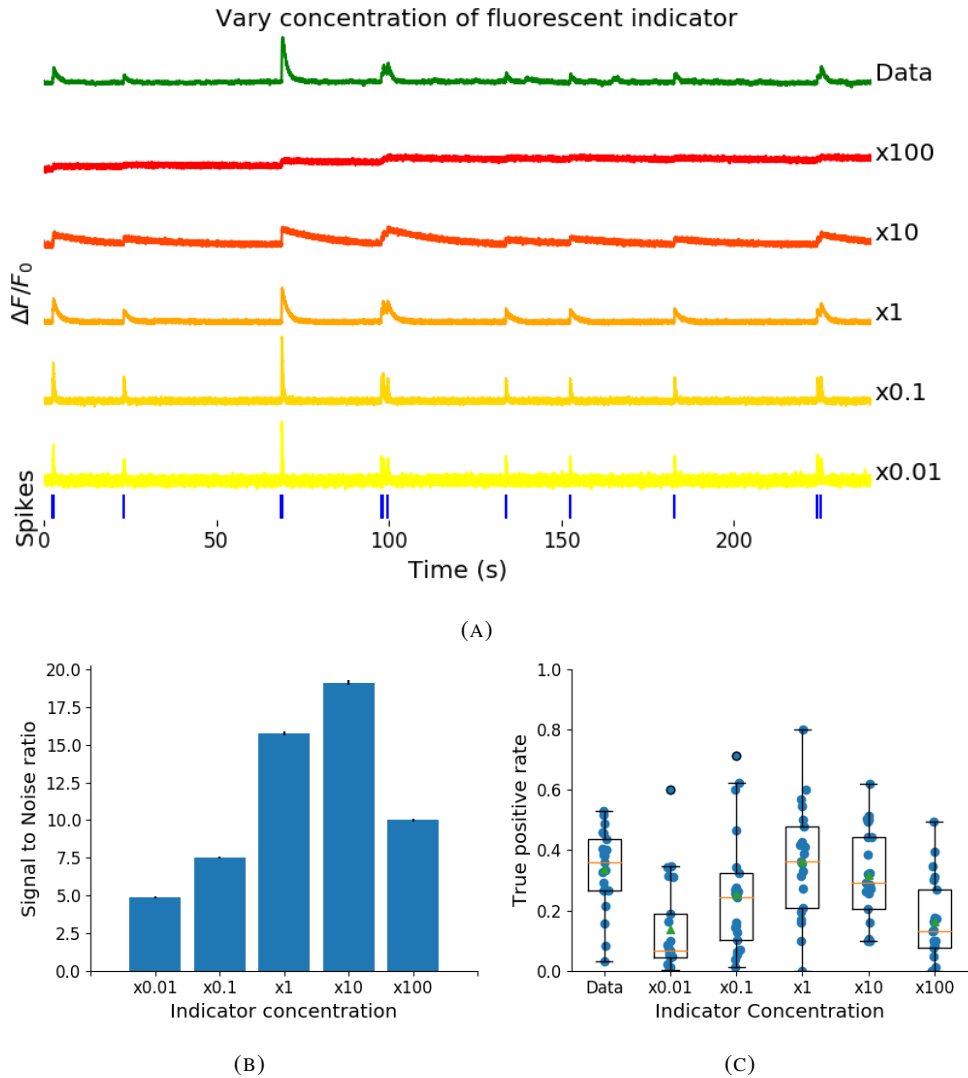 Vary concentration of fluorescent indicator
Data
x100
x10
x1
x0.1
x0.01
ΔF/F₀
Spikes
0 50 100 150 200
Time (s)
(A)
20.0
17.5
15.0
12.5
10.0
7.5
5.0
2.5
0.0
Signal to Noise ratio
x0.01 x0.1 x1 x10 x100
Indicator concentration
(B)
1.0
0.8
0.6
0.4
0.2
0.0
True positive rate
Data x0.01 x0.1 x1 x10 x100
Indicator Concentration
(C)